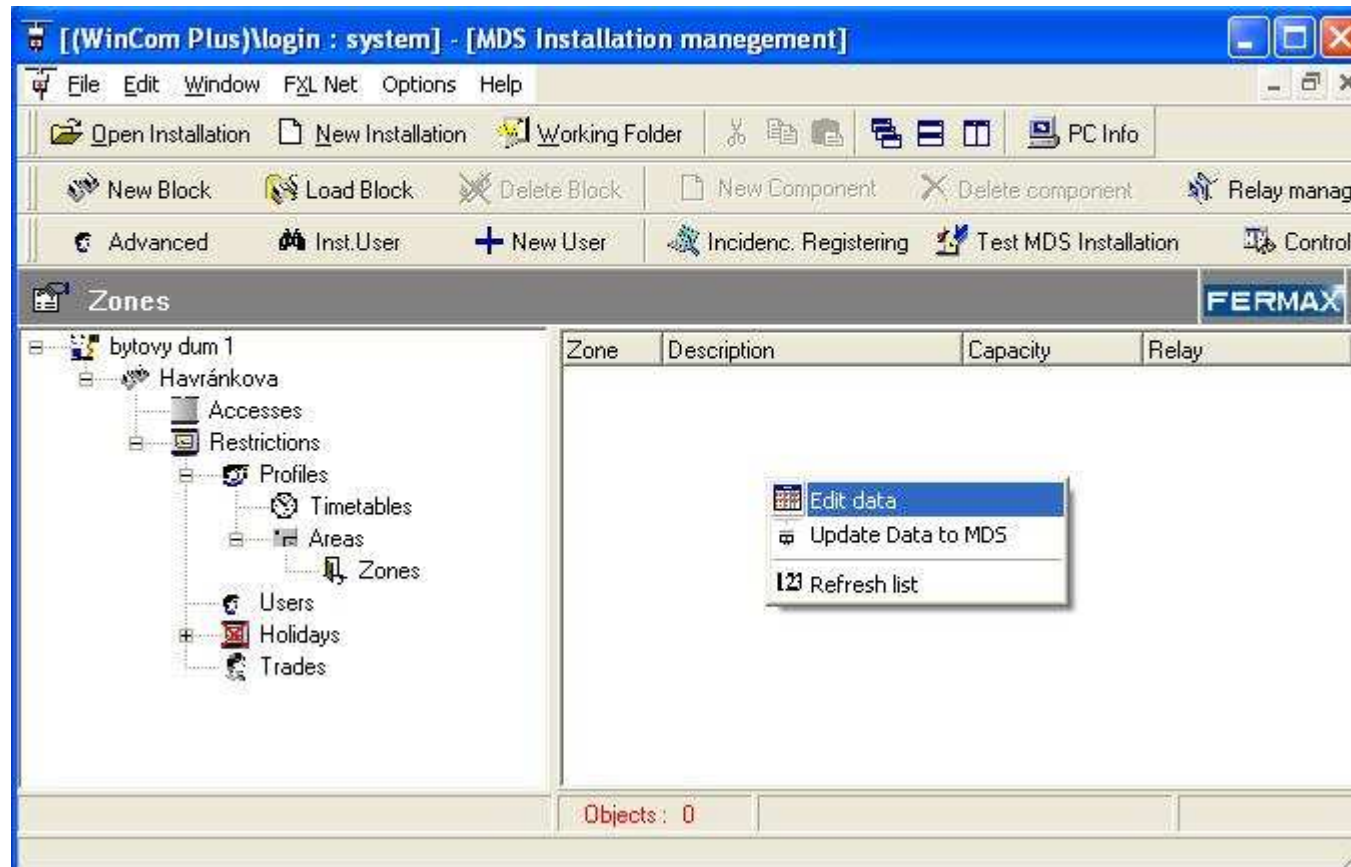 [(WinCom Plus)\login : system] - [MDS Installation manegement]
File Edit Window FXL Net Options Help
Open Installation New Installation Working Folder PC Info
New Block Load Block Delete Block New Component Delete component Relay manag
Advanced Inst.User New User Incidenc. Registering Test MDS Installation Control
Zones FERMAX
bytovy dum 1 Zone Description Capacity Relay
Havránkova
Accesses
Restrictions
Profiles
Timetables
Areas
Zones
Users
Holidays
Trades
Edit data
Update Data to MDS
123 Refresh list
Objects : 0